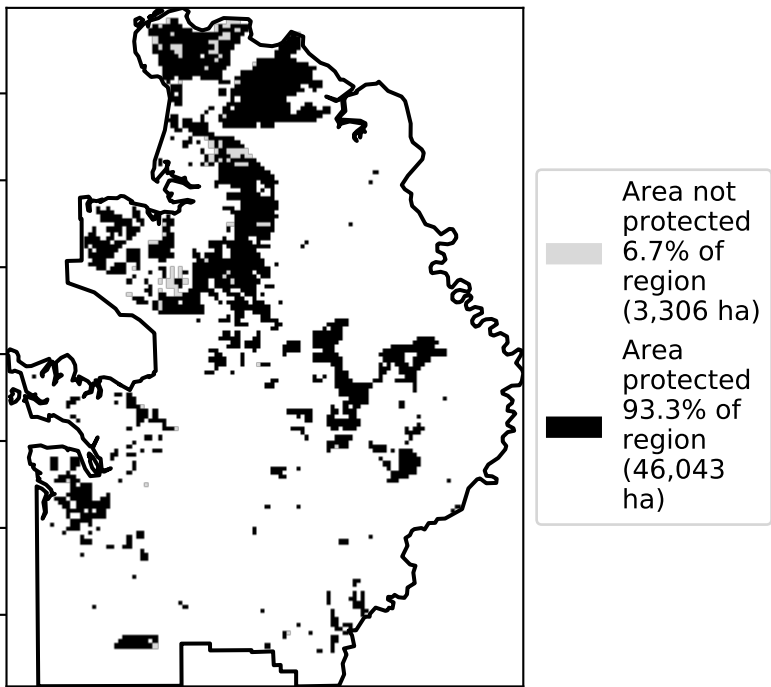 Area not
protected
6.7% of
region
(3,306 ha)
Area
protected
93.3% of
region
(46,043
ha)